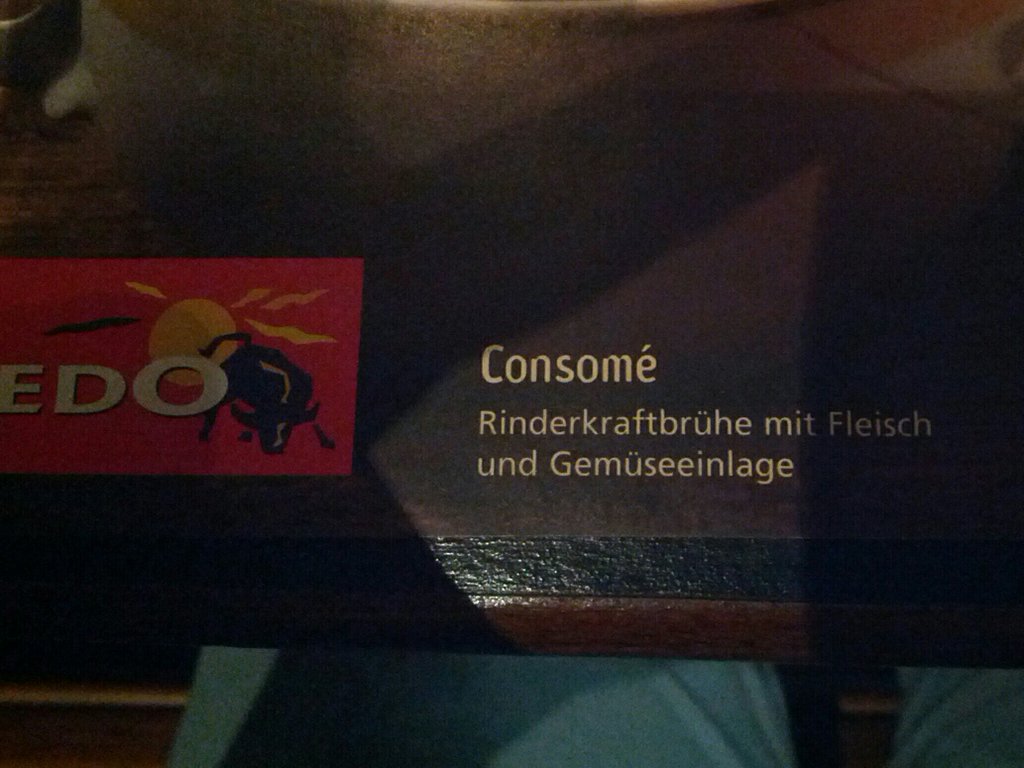 EDO
Consomé
Rinderkraftbrühe mit Fleisch
und Gemüseeinlage